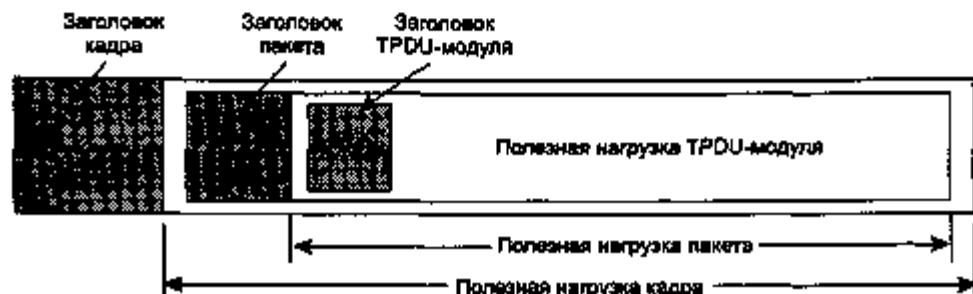 Заголовок
кадра
Заголовок
пакета
Заголовок
TPDU-модуля
Полезная нагрузка TPDU-модуля
Полезная нагрузка пакета
Полезная нагрузка кадра